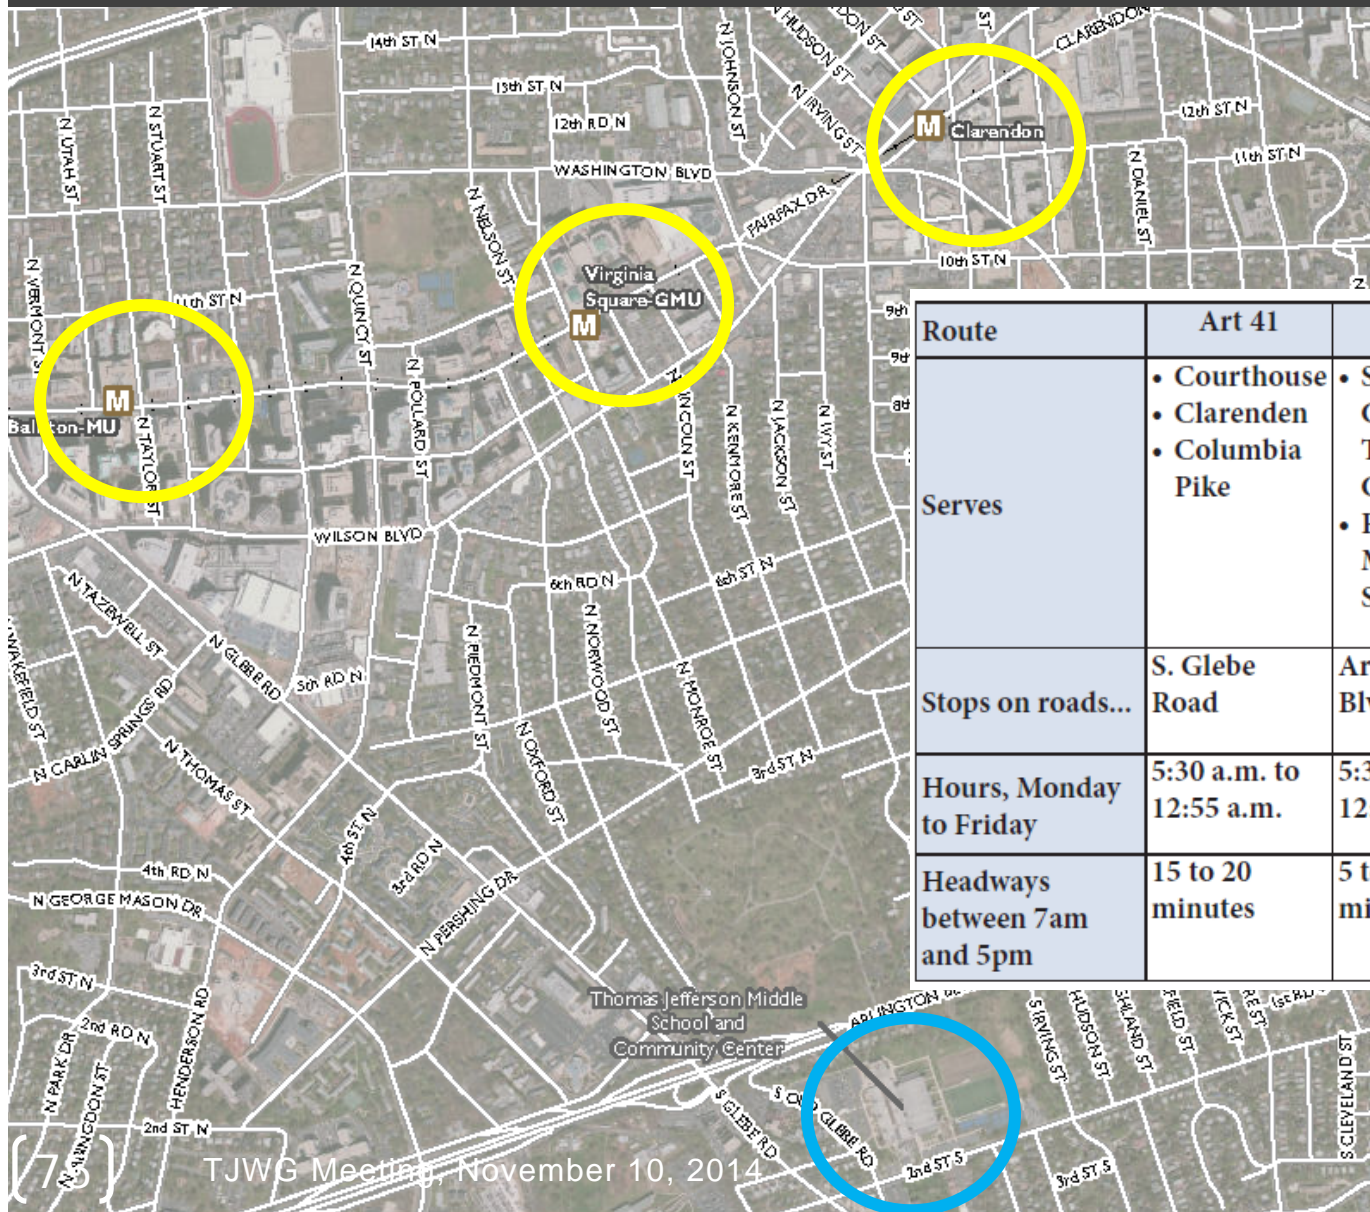 14th ST N
13th ST N
12th RD N
N JOHNSON ST
N HUDSON ST
N IRVING ST
CLARENDON
12th ST N
11th ST N
M Clarendon
N UTAH ST
N STUART ST
WASHINGTON BLVD
N NELSON ST
FAIRFAX DR
N DANIEL ST
10th ST N
Virginia
Square-GMU
M
N VERMONT ST
11th ST N
N QUINCY ST
M
Ballston-MU
N TAYLOR ST
N POLLARD ST
N LINCOLN ST
N KENMORE ST
N JACKSON ST
N IVY ST
WILSON BLVD
6th RD N
6th ST N
N TAZEWELL ST
N GLEBE RD
5th RD N
N PIEDMONT ST
N NORWOOD ST
N MONROE ST
N CARLIN SPRINGS RD
N THOMAS ST
N OXFORD ST
3rd ST N
4th ST N
3rd RD N
4th RD N
N GEORGE MASON DR
N PERSHING DR
3rd ST N
2nd RD N
N PARK DR
HENDERSON RD
2nd ST N
Thomas Jefferson Middle
School and
Community Center
ARLINGTON
S GLEBE RD
S OLD GLEBE RD
2nd ST S
3rd ST S
S IRVING ST
HUDSON ST
S CLEVELAND ST
Route Art 41
Serves
• Courthouse
• Clarenden
• Columbia
Pike
Stops on roads...
S. Glebe
Road
Hours, Monday
to Friday
5:30 a.m. to
12:55 a.m.
Headways
between 7am
and 5pm
15 to 20
minutes
TJWG Meeting, November 10, 2014